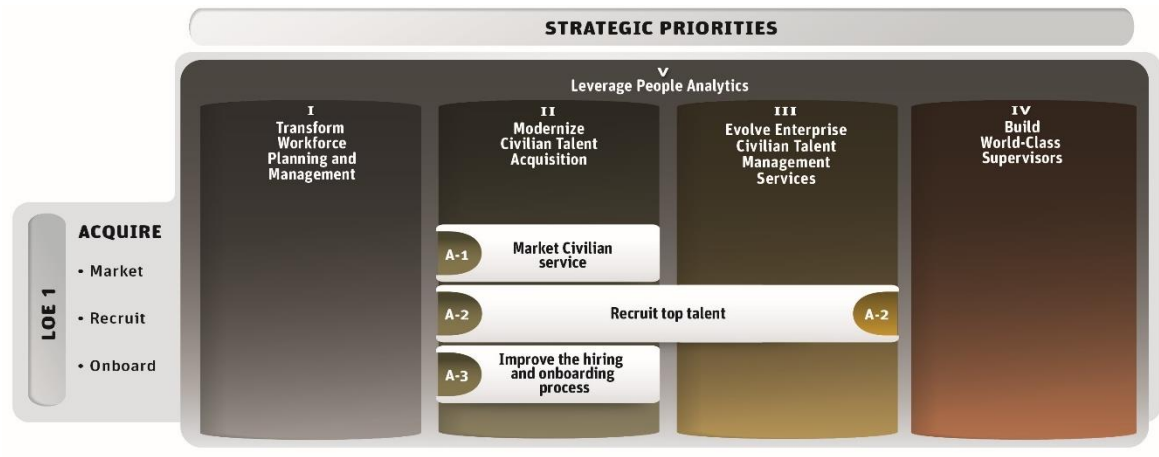 STRATEGIC PRIORITIES
V
Leverage People Analytics
I
Transform
Workforce
Planning and
Management
II
Modernize
Civilian Talent
Acquisition
III
Evolve Enterprise
Civilian Talent
Management
Services
IV
Build
World-Class
Supervisors
LOE 1
ACQUIRE
• Market
• Recruit
• Onboard
A-1
Market Civilian
service
A-2
Recruit top talent
A-2
A-3
Improve the hiring
and onboarding
process